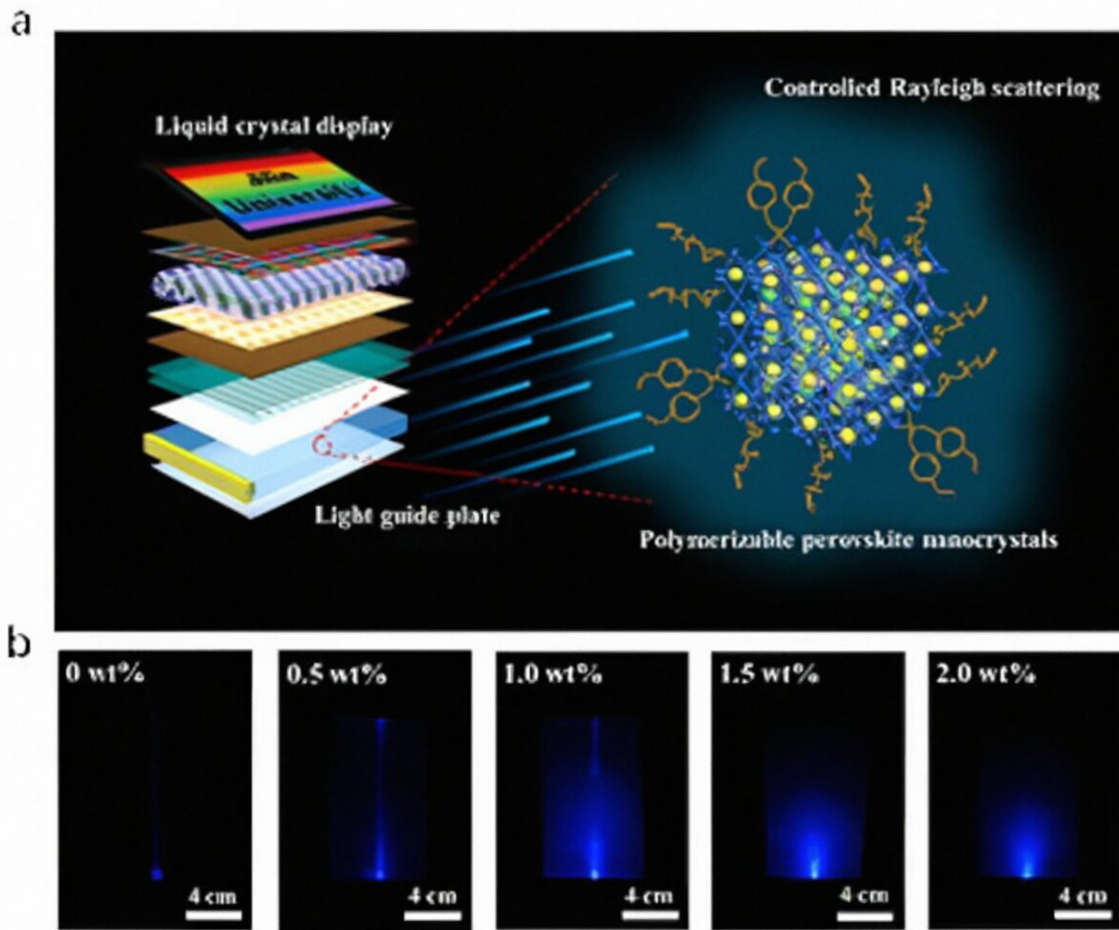 a
Liquid crystal display
Controlled Rayleigh scattering
Light guide plate
Polymerizable perovskite nanocrystals
b
0 wt%
0.5 wt%
1.0 wt%
1.5 wt%
2.0 wt%
4 cm
4 cm
4 cm
4 cm
4 cm